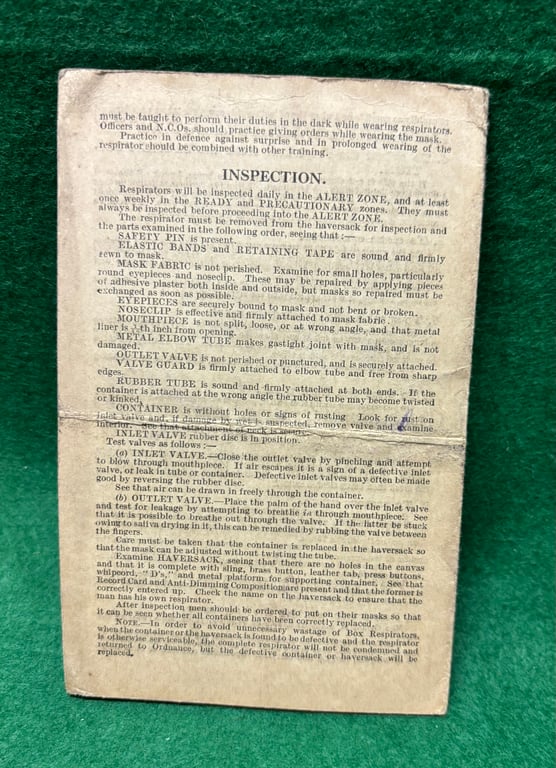 must be taught to perform their duties in the dark while wearing respirators.
Officers and N.C.Os. should practice giving orders while wearing the mask.
Practice in defence against surprise and in prolonged wearing of the
respirator should be combined with other training.
INSPECTION.
Respirators will be inspected daily in the ALERT ZONE, and at least
once weekly in the READY and PRECAUTIONARY zones. They must
always be inspected before proceeding into the ALERT ZONE.
The respirator must be removed from the haversack for inspection and
the parts examined in the following order, seeing that :—
SAFETY PIN is present.
ELASTIC BANDS and RETAINING TAPE are sound and firmly
sewn to mask.
MASK FABRIC is not perished. Examine for small holes, particularly
round eyepieces and noseclip. These may be repaired by applying pieces
of adhesive plaster both inside and outside, but masks so repaired must be
exchanged as soon as possible.
EYEPIECES are securely bound to mask and not bent or broken.
NOSECLIP is effective and firmly attached to mask fabric.
MOUTHPIECE is not split, loose, or at wrong angle, and that metal
liner is th inch from opening.
METAL ELBOW TUBE makes gastight joint with mask, and is not
damaged.
OUTLET VALVE is not perished or punctured, and is securely attached.
VALVE GUARD is firmly attached to elbow tube and free from sharp
edges.
RUBBER TUBE is sound and firmly attached at both ends. If the
container is attached at the wrong angle the rubber tube may become twisted
or kinked.
CONTAINER is without holes or signs of rusting Look for rust on
inlet valve and, if damage by wet is suspected, remove valve and examine
interior. See that attachment of neck is secure.
INLET VALVE rubber disc is in position.
Test valves as follows :—
(a) INLET VALVE.—Close the outlet valve by pinching and attempt
to blow through mouthpiece. If air escapes it is a sign of a defective inlet
valve, or leak in tube or container. Defective inlet valves may often be made
good by reversing the rubber disc.
See that air can be drawn in freely through the container.
(b) OUTLET VALVE.—Place the palm of the hand over the inlet valve
and test for leakage by attempting to breathe in through mouthpiece. See
that it is possible to breathe out through the valve. If the latter be stuck
owing to saliva drying in it, this can be remedied by rubbing the valve between
the fingers.
Care must be taken that the container is replaced in the haversack so
that the mask can be adjusted without twisting the tube.
Examine HAVERSACK, seeing that there are no holes in the canvas
and that it is complete with sling, brass button, leather tab, press buttons,
whipcord, "D's," and metal platform for supporting container. See that
Record Card and Anti-Dimming Composition are present and that the former is
correctly entered up. Check the name on the haversack to ensure that the
man has his own respirator.
After inspection men should be ordered to put on their masks so that
it can be seen whether all containers have been correctly replaced.
NOTE.—In order to avoid unnecessary wastage of Box Respirators,
when the container or the haversack is found to be defective and the respirator
is otherwise serviceable, the complete respirator will not be condemned and
returned to Ordnance, but the defective container or haversack will be
replaced.